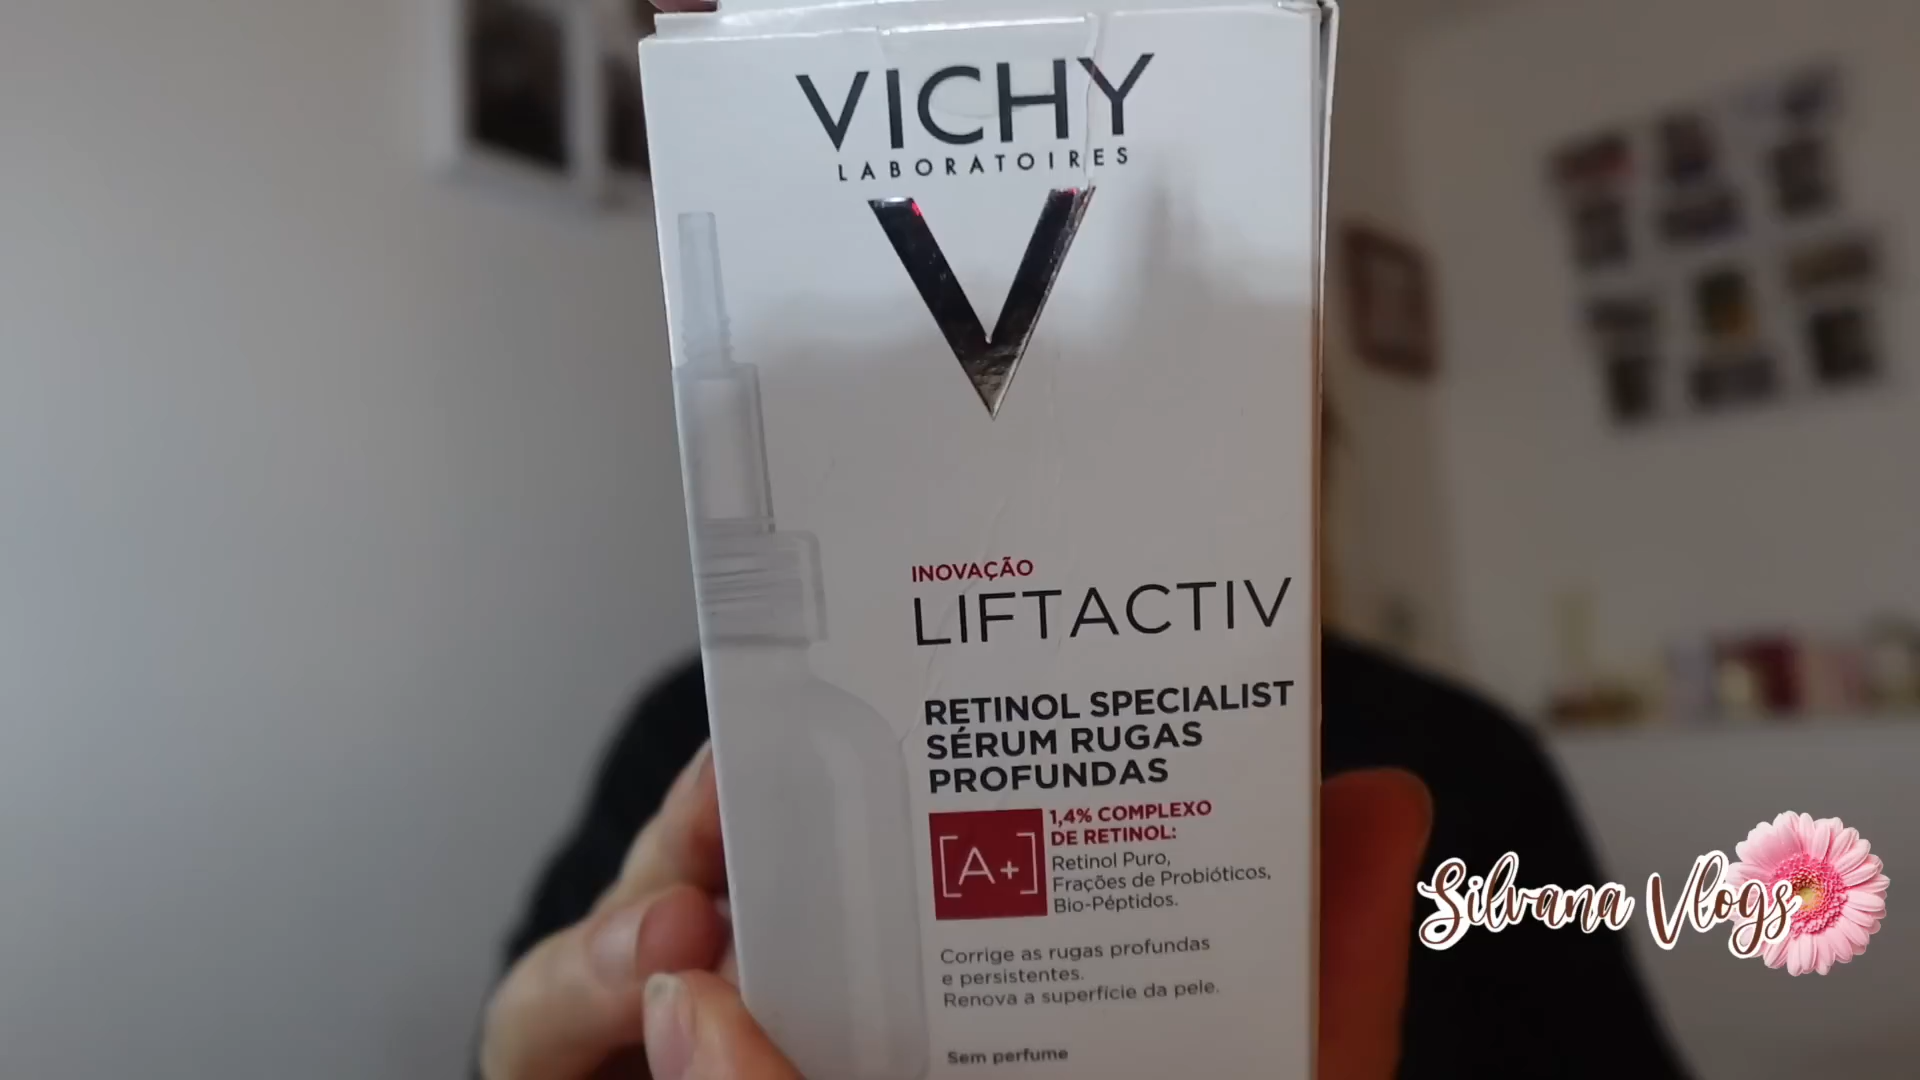 VICHY
LABORATOIRES
INOVAÇÃO
LIFTACTIV
RETINOL SPECIALIST
SÉRUM RUGAS
PROFUNDAS
[A+]
1,4% COMPLEXO
DE RETINOL:
Retinol Puro,
Frações de Probióticos,
Bio-Péptidos.
Corrige as rugas profundas
e persistentes.
Renova a superfície da pele.
Sem perfume
Silvana Vlogs